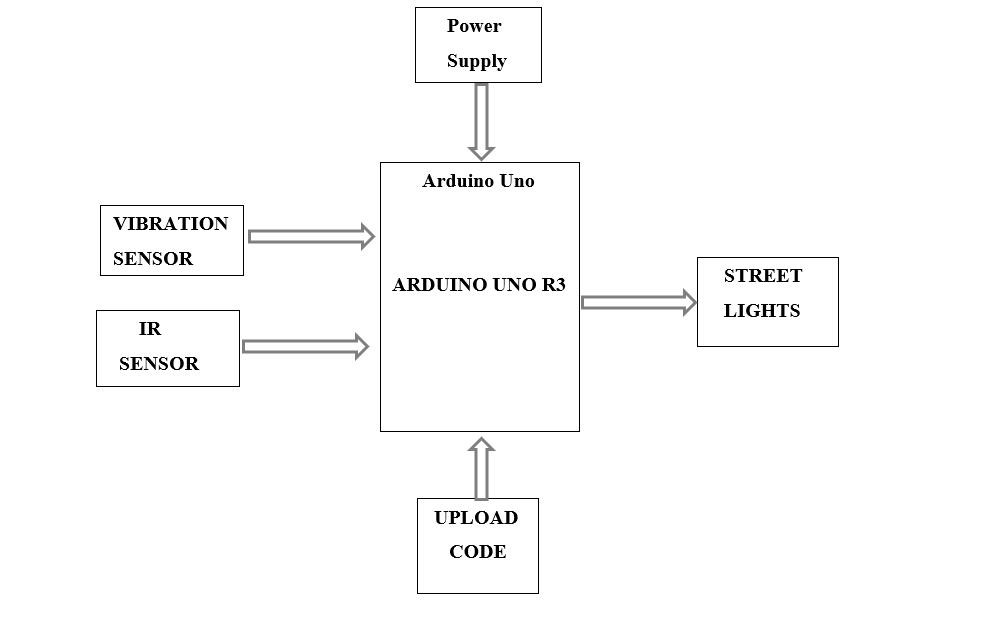 Power
Supply
Arduino Uno
VIBRATION
SENSOR
ARDUINO UNO R3
STREET
LIGHTS
IR
SENSOR
UPLOAD
CODE